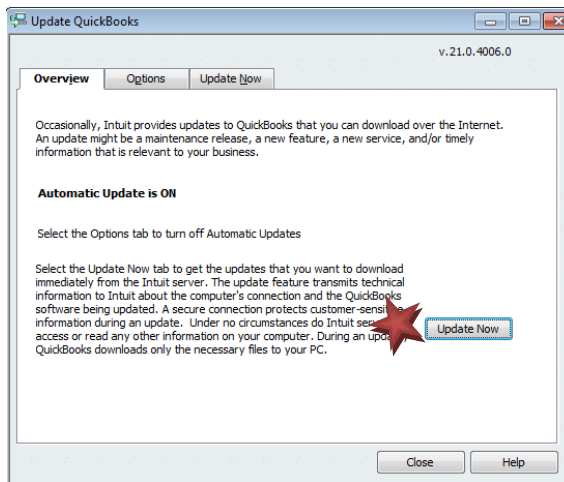 Update QuickBooks
v.21.0.4006.0
Overview Options Update Now
Occasionally, Intuit provides updates to QuickBooks that you can download over the Internet.
An update might be a maintenance release, a new feature, a new service, and/or timely
information that is relevant to your business.
Automatic Update is ON
Select the Options tab to turn off Automatic Updates
Select the Update Now tab to get the updates that you want to download
immediately from the Intuit server. The update feature transmits technical
information to Intuit about the computer's connection and the QuickBooks
software being updated. A secure connection protects
information during an update. Under no circumstances do Intuit
access or read any other information on your computer. During an
QuickBooks downloads only the necessary files to your PC.
Update Now
Close Help